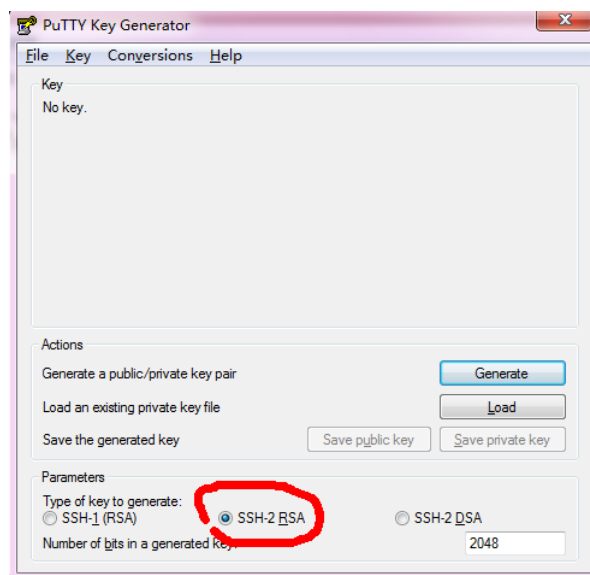 PuTTY Key Generator
File Key Conversions Help
Key
No key.
Actions
Generate a public/private key pair Generate
Load an existing private key file Load
Save the generated key Save public key Save private key
Parameters
Type of key to generate:
SSH-1 (RSA) SSH-2 RSA SSH-2 DSA
Number of bits in a generated key: 2048